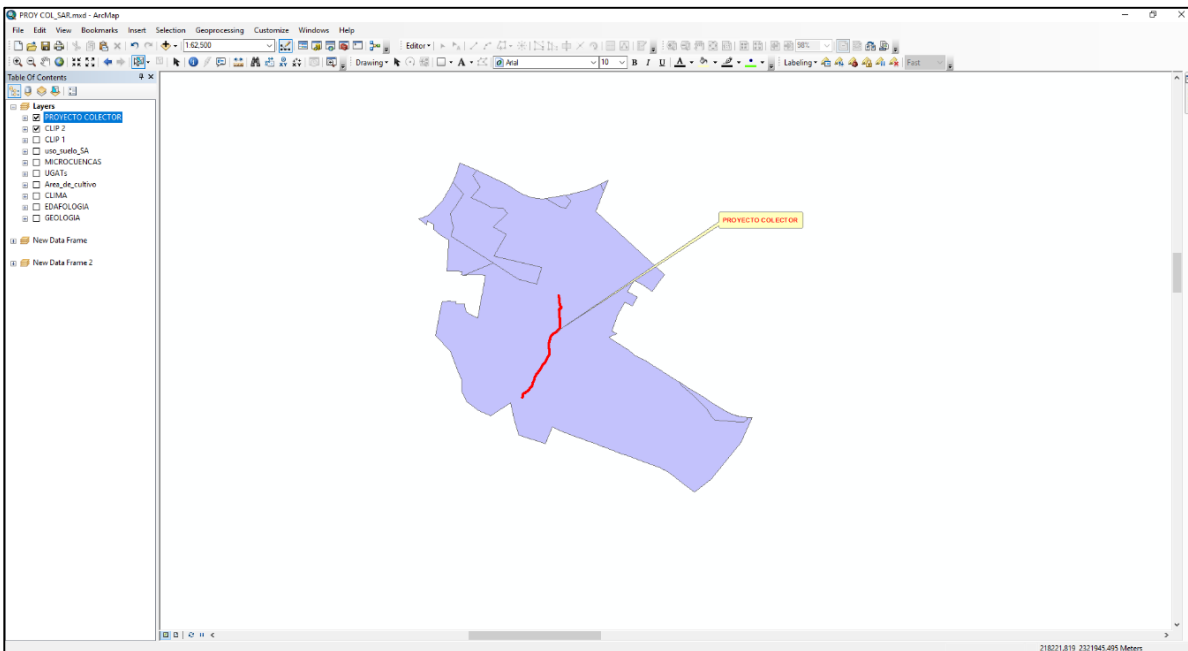 PROY COL_SAR.mxd - ArcMap
File Edit View Bookmarks Insert Selection Geoprocessing Customize Windows Help
1:62,500 Editor 98%
Drawing A Arial 10 B I U A Labeling Fast
Table Of Contents
Layers
PROYECTO COLECTOR
CLIP 2
CLIP 1
uso_suelo_SA
MICROCUENCAS
UGATs
Area_de_cultivo
CLIMA
EDAFOLOGIA
GEOLOGIA
New Data Frame
New Data Frame 2
PROYECTO COLECTOR
218221.819 2321945.495 Meters